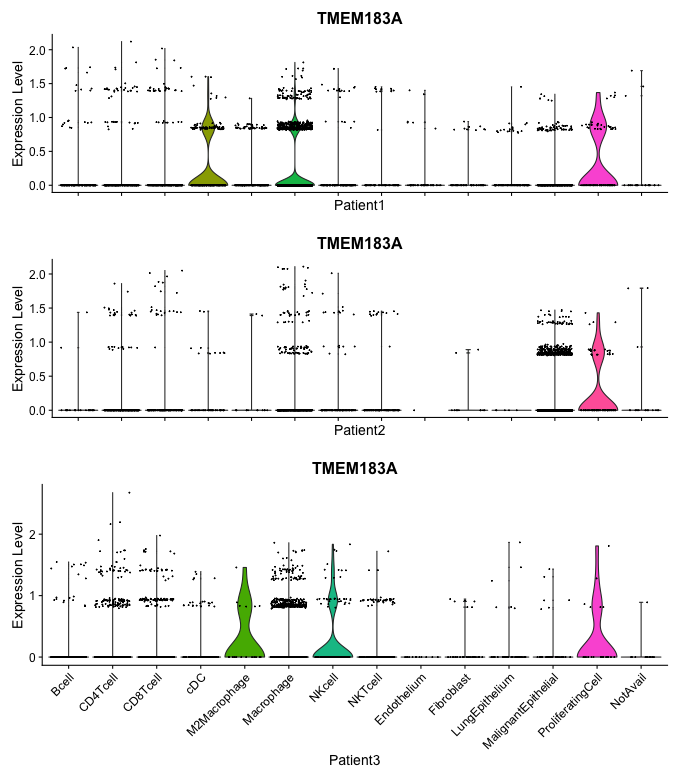 TMEM183A
Expression Level
2.0
1.5
1.0
0.5
0.0
Patient1
TMEM183A
Expression Level
2.0
1.5
1.0
0.5
0.0
Patient2
TMEM183A
Expression Level
2
1
0
Bcell
CD4Tcell
CD8Tcell
cDC
M2Macrophage
Macrophage
NKcell
NKTcell
Endothelium
Fibroblast
LungEpithelium
MalignantEpithelial
ProliferatingCell
NotAvail
Patient3